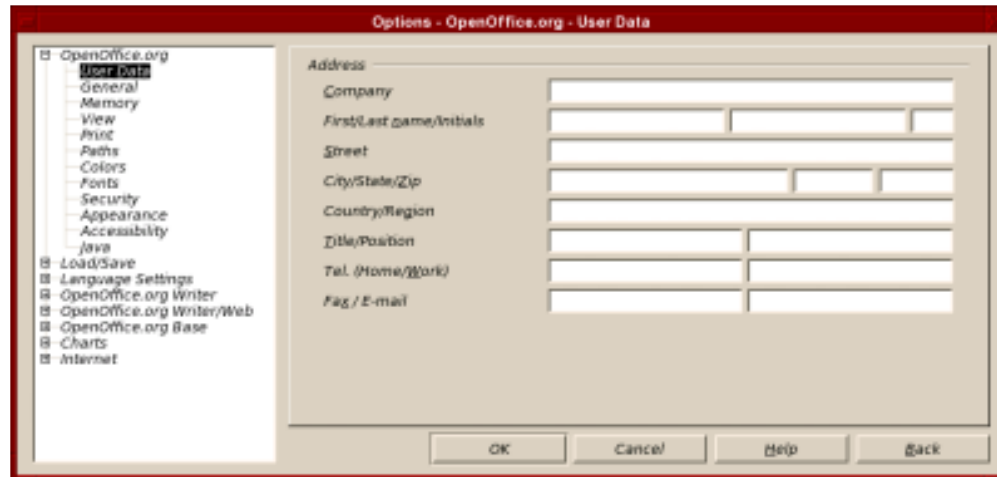 Options - OpenOffice.org - User Data
OpenOffice.org
User Data
General
Memory
View
Print
Paths
Colors
Fonts
Security
Appearance
Accessibility
Java
Load/Save
Language Settings
OpenOffice.org Writer
OpenOffice.org Writer/Web
OpenOffice.org Base
Charts
Internet
Address
Company
First/Last name/Initials
Street
City/State/Zip
Country/Region
Title/Position
Tel. (Home/Work)
Fax / E-mail
OK Cancel Help Back